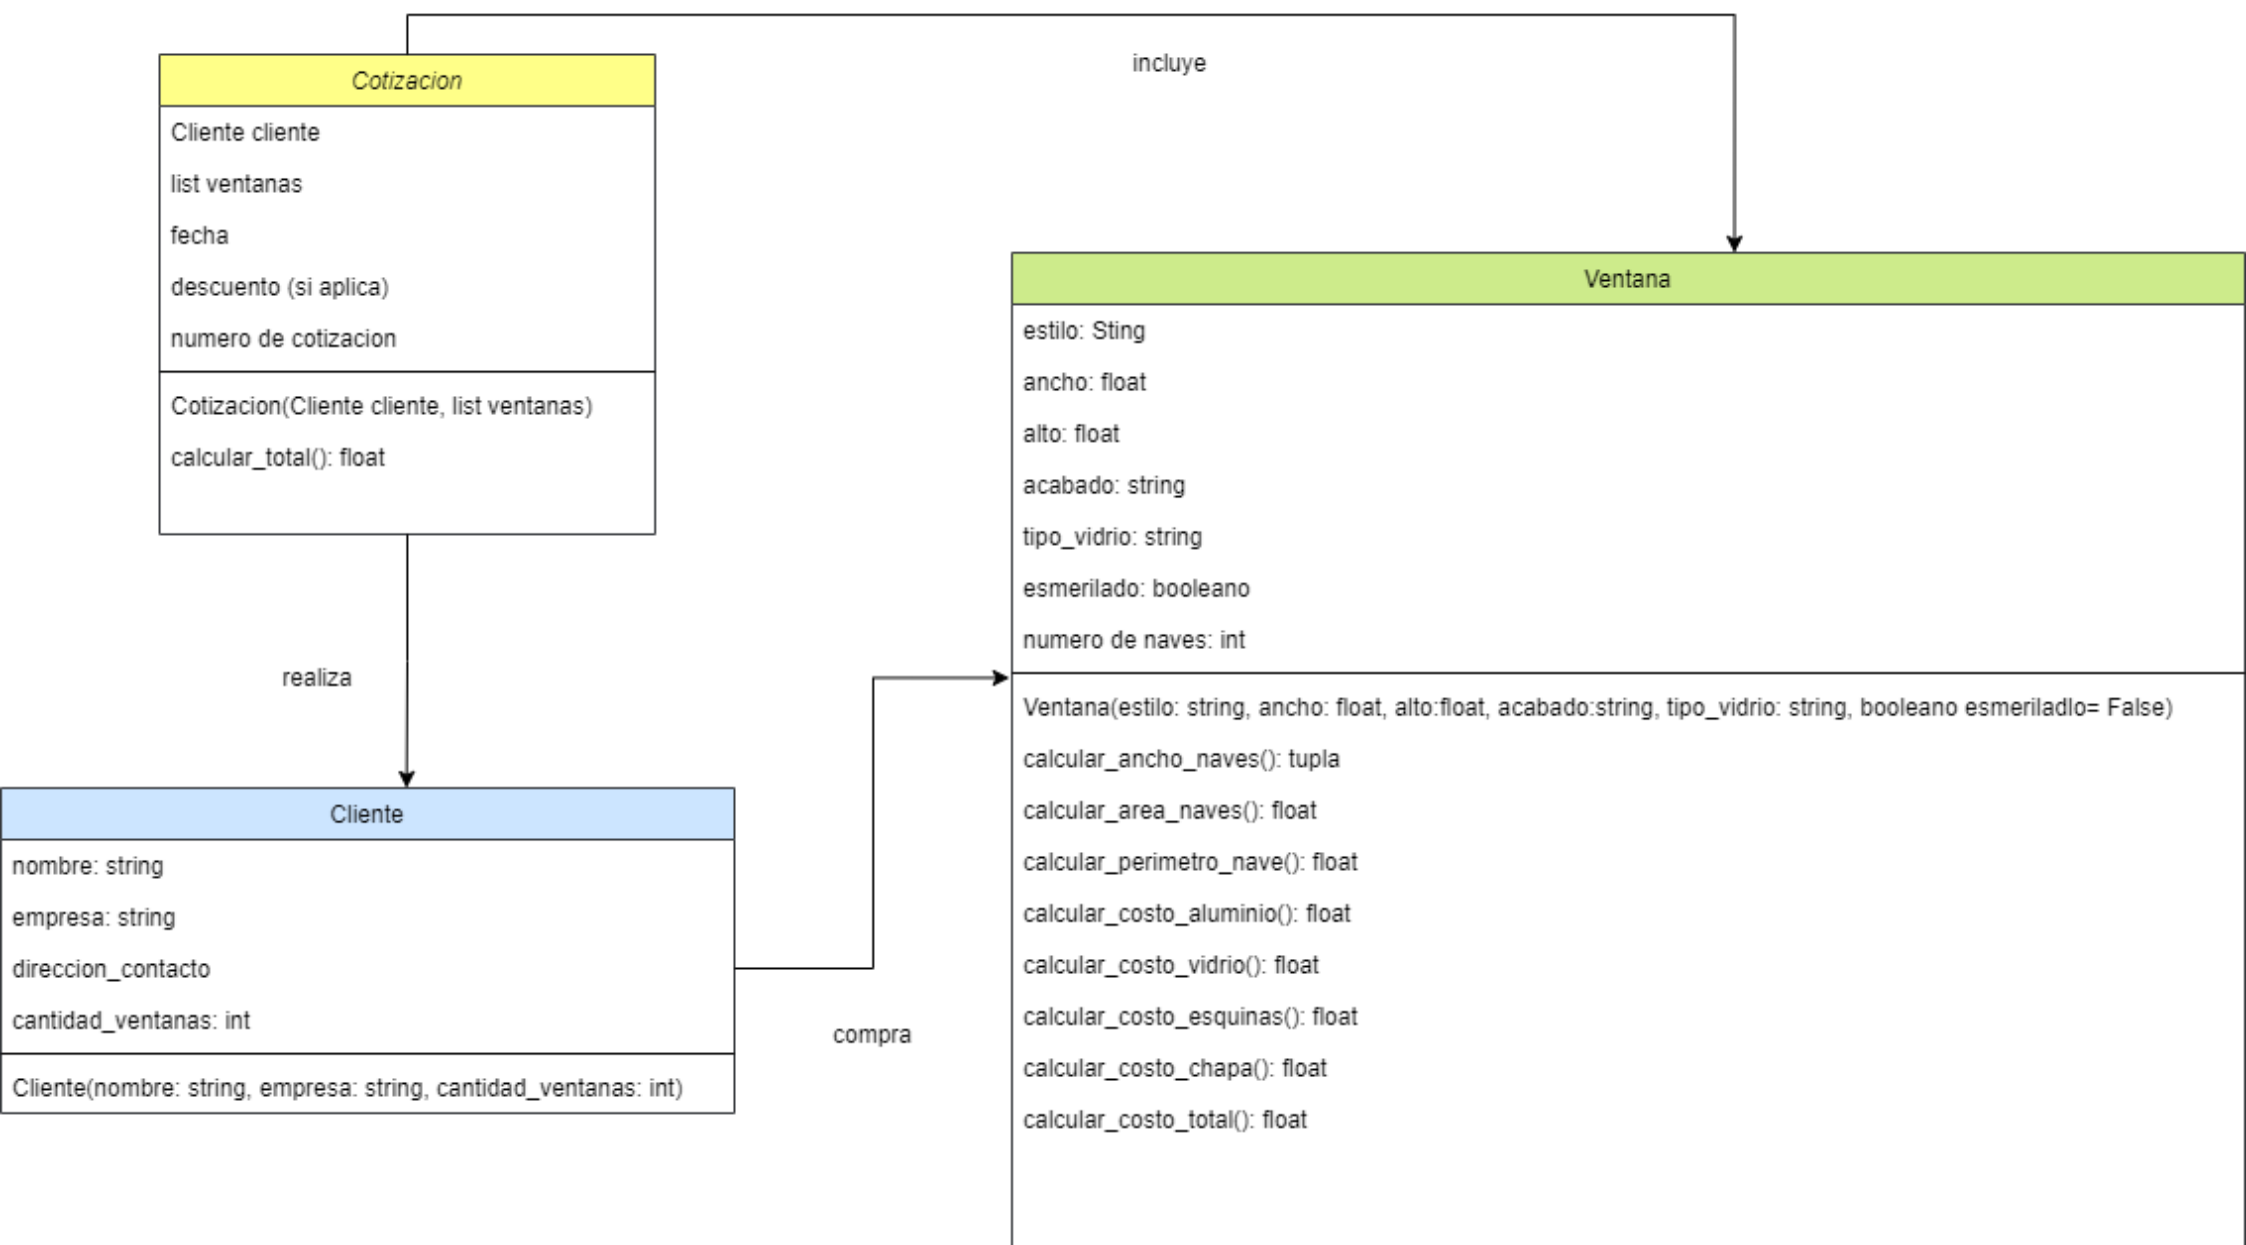 incluye
Cotizacion
Cliente cliente
list ventanas
fecha
descuento (si aplica)
numero de cotizacion
Cotizacion(Cliente cliente, list ventanas)
calcular_total(): float
realiza
Cliente
nombre: string
empresa: string
direccion_contacto
cantidad_ventanas: int
Cliente(nombre: string, empresa: string, cantidad_ventanas: int)
compra
Ventana
estilo: Sting
ancho: float
alto: float
acabado: string
tipo_vidrio: string
esmerilado: booleano
numero de naves: int
Ventana(estilo: string, ancho: float, alto:float, acabado:string, tipo_vidrio: string, booleano esmeriladlo= False)
calcular_ancho_naves(): tupla
calcular_area_naves(): float
calcular_perimetro_nave(): float
calcular_costo_aluminio(): float
calcular_costo_vidrio(): float
calcular_costo_esquinas(): float
calcular_costo_chapa(): float
calcular_costo_total(): float